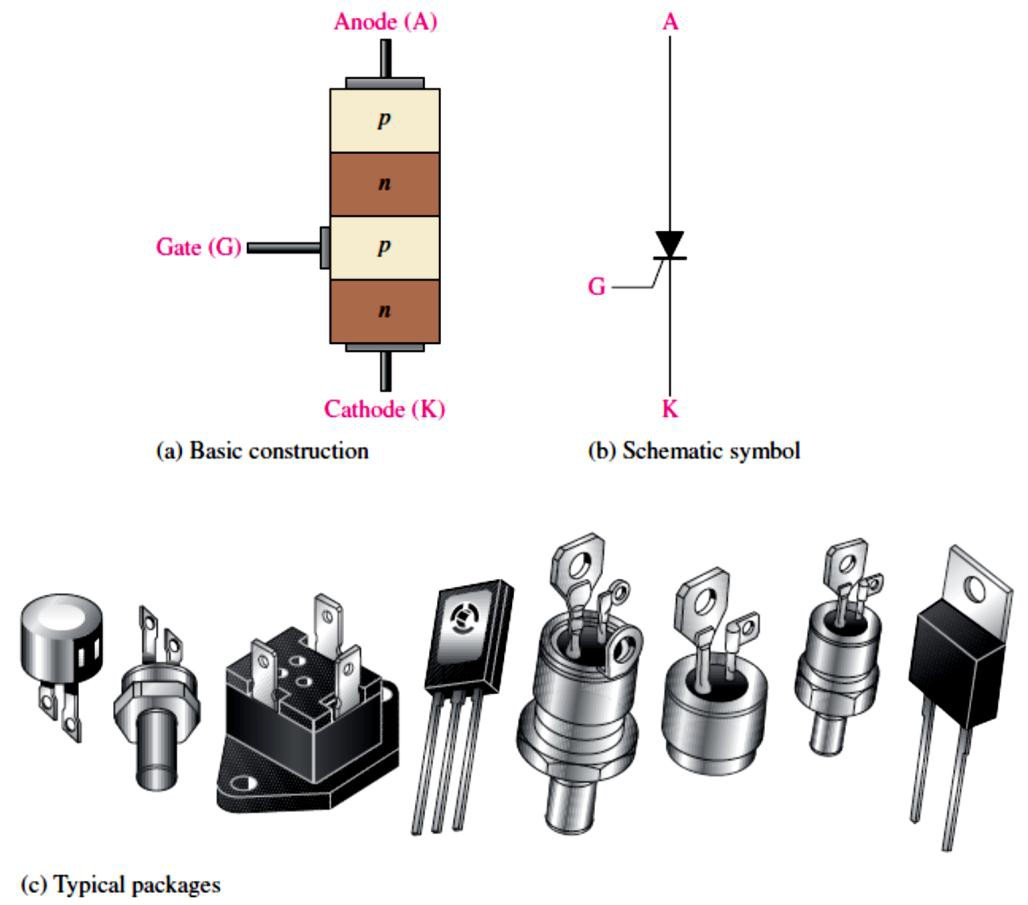 Anode (A)
p
n
Gate (G)
p
n
Cathode (K)
(a) Basic construction
A
G
K
(b) Schematic symbol
(c) Typical packages